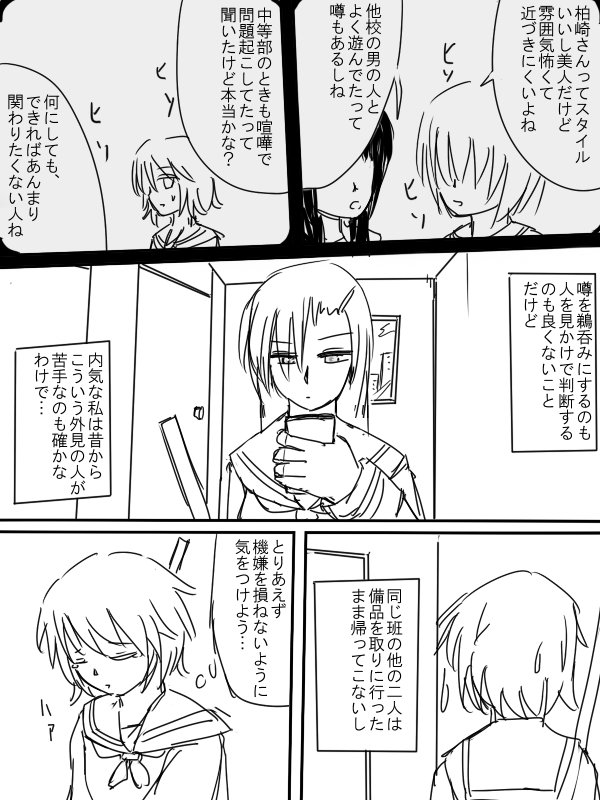 柏崎さんってスタイル
いいし美人だけど
雰囲気怖くて
近づきにくいよね
ヒソ
他校の男の人と
よく遊んでたって
噂もあるしね
ヒソ
中等部のときも喧嘩で
問題起こしてたって
聞いたけど本当かな？
ヒソ
ヒソ
何にしても、
できればあんまり
関わりたくない人ね
噂を鵜呑みにするのも
人を見かけで判断する
のも良くないこと
だけど
内気な私は昔から
こういう外見の人が
苦手なのも確かな
わけで…
同じ班の他の二人は
備品を取りに行った
まま帰ってこないし
とりあえず
機嫌を損ねないように
気をつけよう…
ハァ